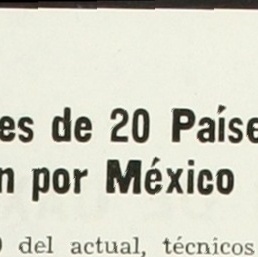 es de 20 Paíse
n por México
del actual, técnicos